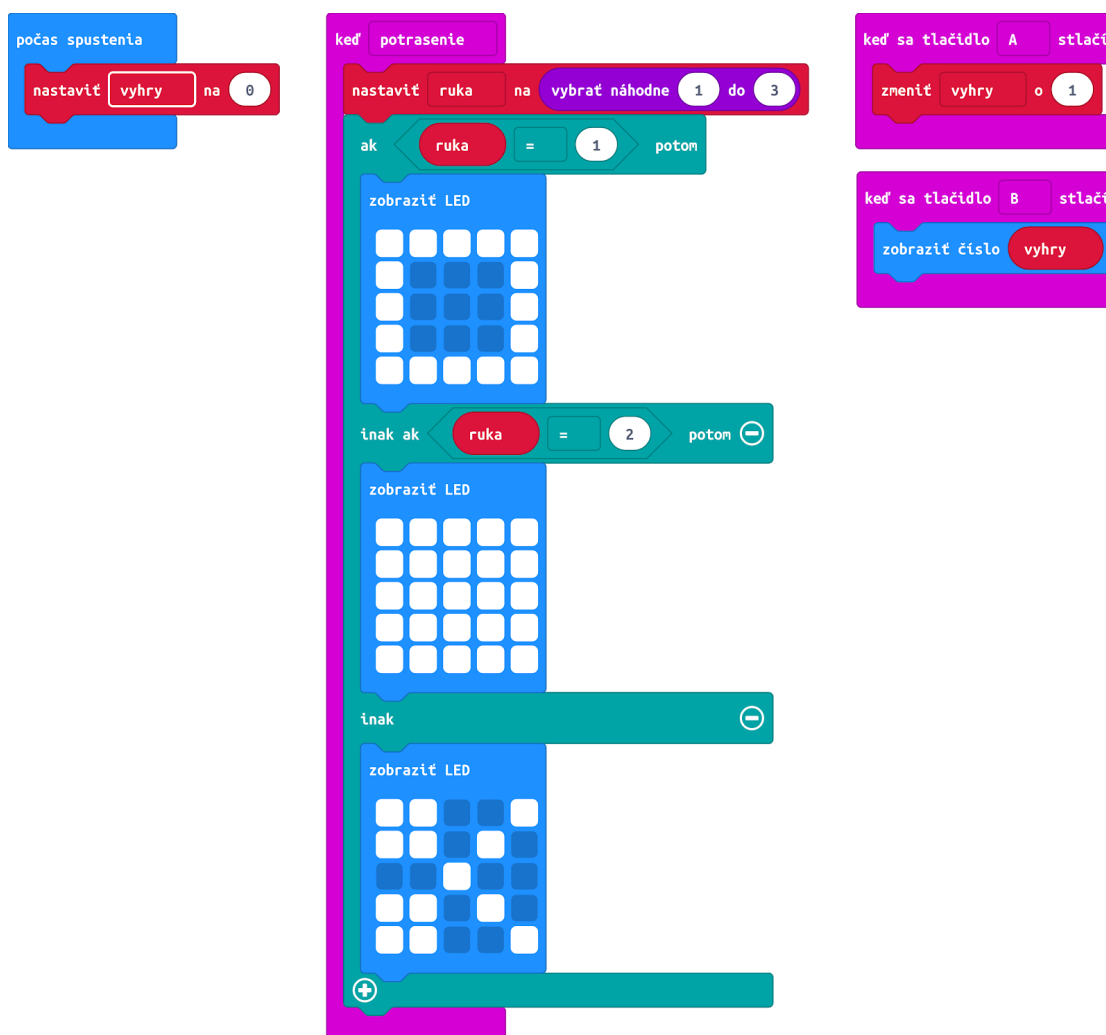 počas spustenia
nastaviť vyhry na 0
keď potrasenie
nastaviť ruka na vybrať náhodne 1 do 3
ak ruka = 1 potom
zobraziť LED
inak ak ruka = 2 potom
zobraziť LED
inak
zobraziť LED
keď sa tlačidlo A stlačí
zmeniť vyhry o 1
keď sa tlačidlo B stlačí
zobraziť číslo vyhry